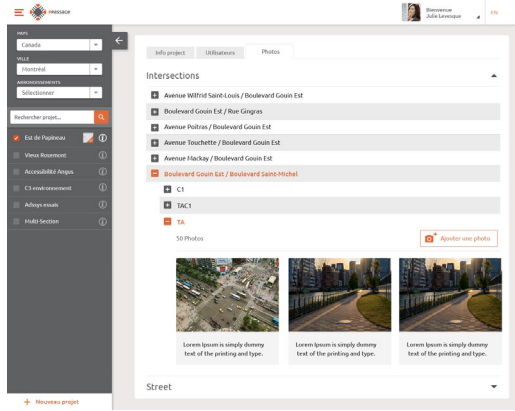 PRESSAGE
Bienvenue
Julie Levesque
EN
PAYS
Canada
VILLE
Montréal
ARRONDISSEMENTS
Sélectionner
Rechercher projet...
Est de Papineau
Vieux Rosemont
Accessibilité Angus
C3 environnement
Adisys essais
Multi-Section
Nouveau projet
Info project
Utilisateurs
Photos
Intersections
Avenue Wilfrid Saint-Louis / Boulevard Gouin Est
Boulevard Gouin Est / Rue Gingras
Avenue Poitras / Boulevard Gouin Est
Avenue Touchette / Boulevard Gouin Est
Avenue Mackay / Boulevard Gouin Est
Boulevard Gouin Est / Boulevard Saint-Michel
C1
TAC1
TA
50 Photos
Ajouter une photo
Lorem Ipsum is simply dummy
text of the printing and type.
Lorem Ipsum is simply dummy
text of the printing and type.
Lorem Ipsum is simply dummy
text of the printing and type.
Street